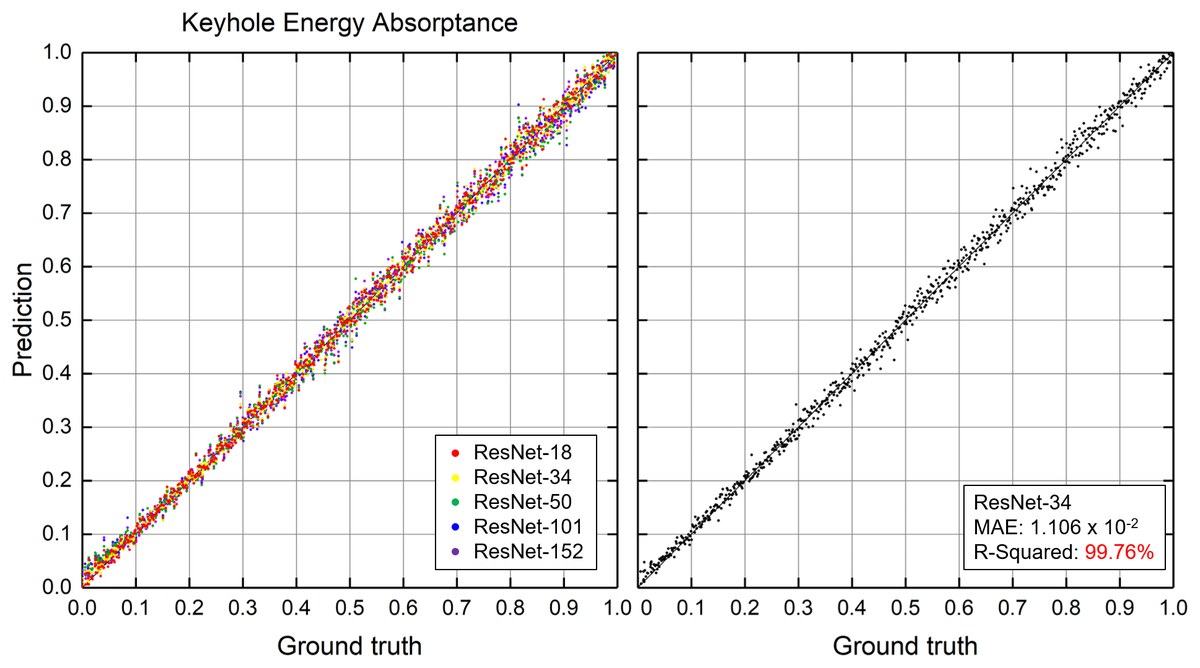 Keyhole Energy Absorptance
Prediction
1.0
0.9
0.8
0.7
0.6
0.5
0.4
0.3
0.2
0.1
0.0
0.0 0.1 0.2 0.3 0.4 0.5 0.6 0.7 0.8 0.9 1.0
Ground truth
ResNet-18
ResNet-34
ResNet-50
ResNet-101
ResNet-152
ResNet-34
MAE: 1.106 x 10⁻²
R-Squared: 99.76%
0 0.1 0.2 0.3 0.4 0.5 0.6 0.7 0.8 0.9 1.0
Ground truth